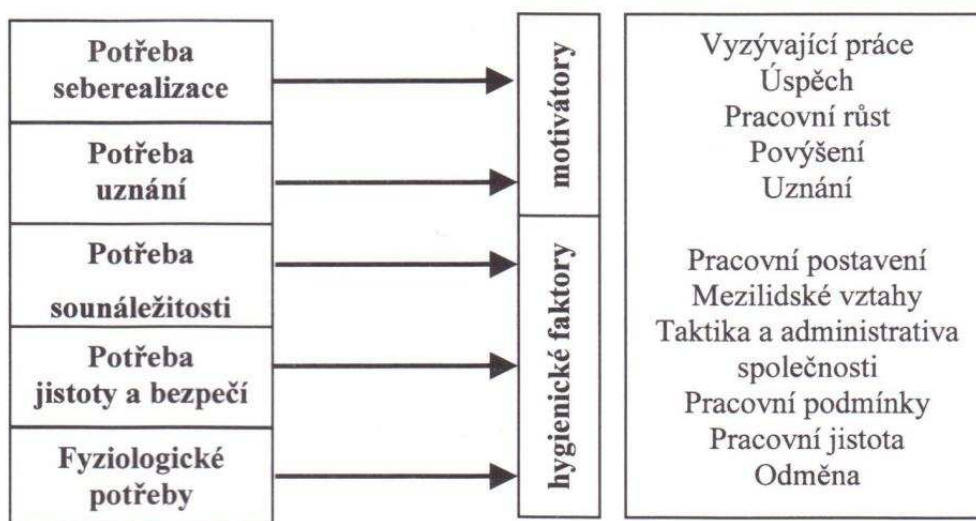 Potřeba
seberealizace
Potřeba
uznání
Potřeba
sounáležitosti
Potřeba
jistoty a bezpečí
Fyziologické
potřeby
motivátory
hygienické faktory
Vyzývající práce
Úspěch
Pracovní růst
Povýšení
Uznání
Pracovní postavení
Mezilidské vztahy
Taktika a administrativa
společnosti
Pracovní podmínky
Pracovní jistota
Odměna